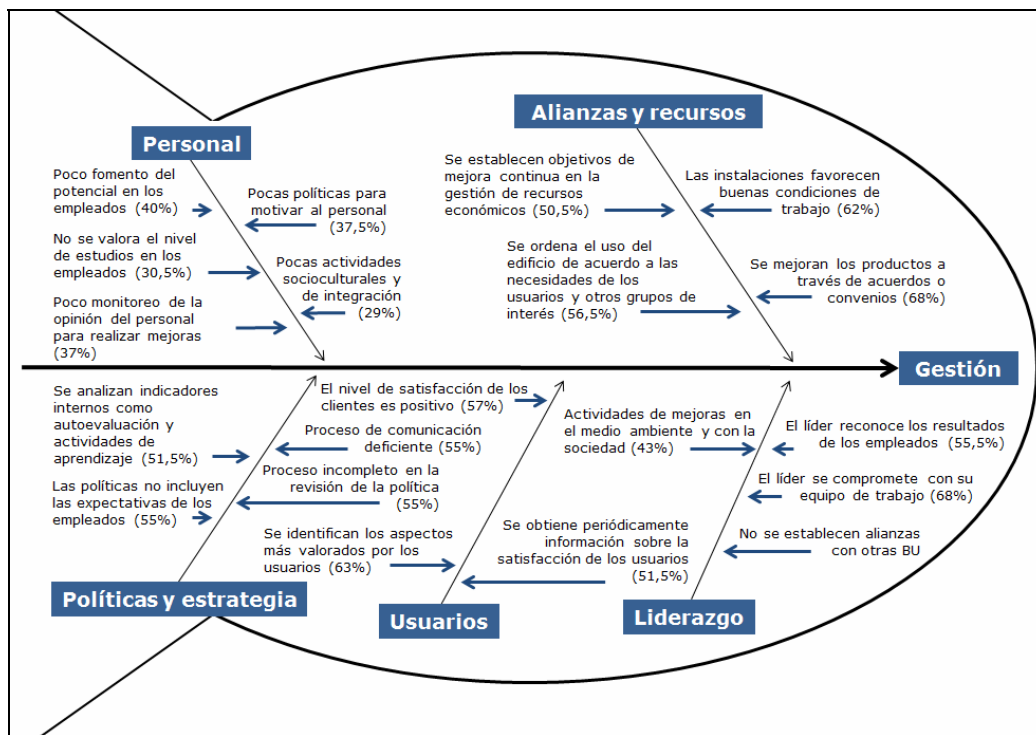 Personal
Poco fomento del
potencial en los
empleados (40%)
Pocas políticas para
motivar al personal
(37,5%)
No se valora el nivel
de estudios en los
empleados (30,5%)
Pocas actividades
socioculturales y
de integración
(29%)
Poco monitoreo de la
opinión del personal
para realizar mejoras
(37%)
Alianzas y recursos
Se establecen objetivos de
mejora continua en la
gestión de recursos
económicos (50,5%)
Las instalaciones favorecen
buenas condiciones de
trabajo (62%)
Se ordena el uso del
edificio de acuerdo a las
necesidades de los
usuarios y otros grupos de
interés (56,5%)
Se mejoran los productos a
través de acuerdos o
convenios (68%)
Gestión
Se analizan indicadores
internos como
autoevaluación y
actividades de
aprendizaje (51,5%)
Proceso de comunicación
deficiente (55%)
Proceso incompleto en la
revisión de la política
(55%)
Las políticas no incluyen
las expectativas de los
empleados (55%)
Políticas y estrategia
El nivel de satisfacción de los
clientes es positivo (57%)
Se identifican los aspectos
más valorados por los
usuarios (63%)
Se obtiene periódicamente
información sobre la
satisfacción de los usuarios
(51,5%)
Usuarios
Actividades de mejoras en
el medio ambiente y con la
sociedad (43%)
El líder reconoce los resultados
de los empleados (55,5%)
El líder se compromete con su
equipo de trabajo (68%)
No se establecen alianzas
con otras BU
Liderazgo